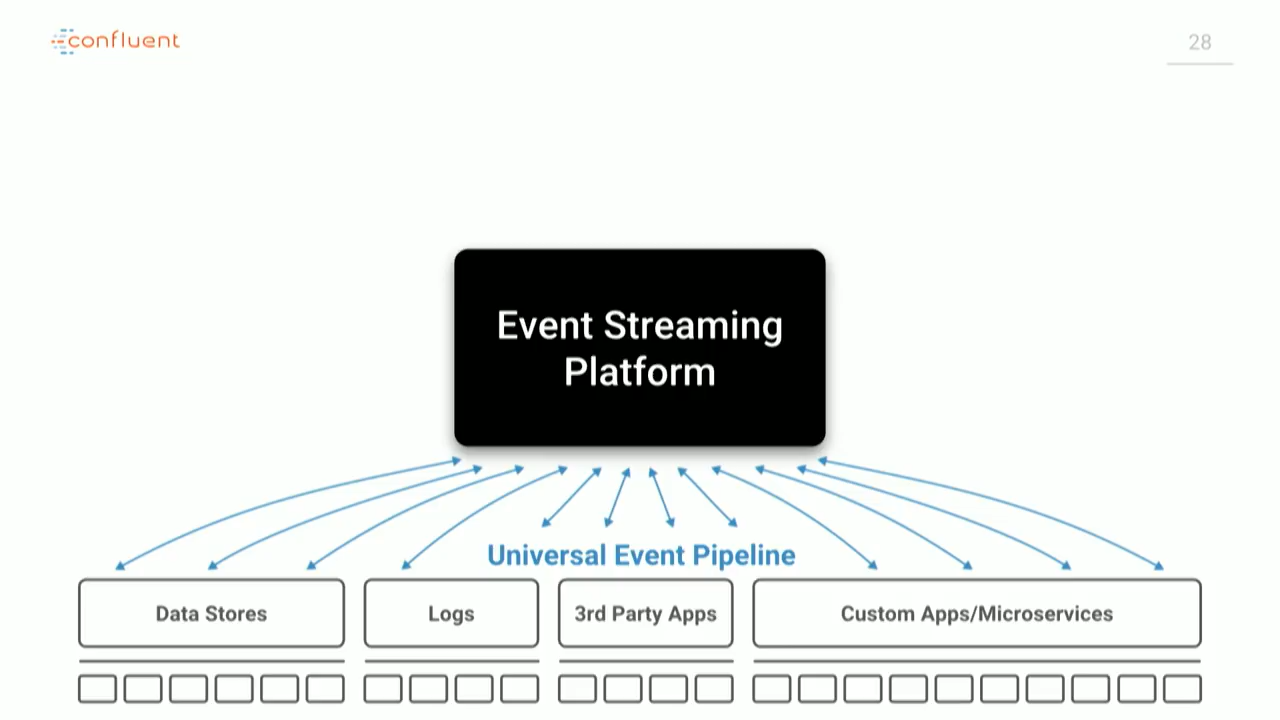 confluent
28
Event Streaming
Platform
Universal Event Pipeline
Data Stores
Logs
3rd Party Apps
Custom Apps/Microservices